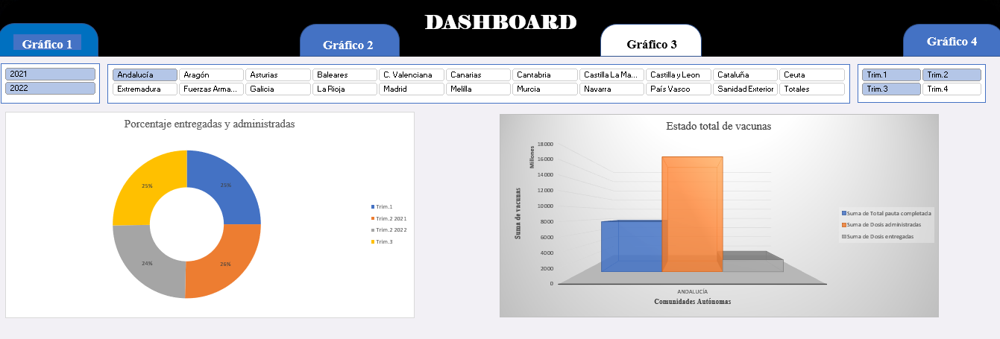 DASHBOARD
Gráfico 1
Gráfico 2
Gráfico 3
Gráfico 4
2021
2022
Andalucía
Aragón
Asturias
Baleares
C. Valenciana
Canarias
Cantabria
Castilla La Ma...
Castilla y Leon
Cataluña
Ceuta
Extremadura
Fuerzas Arma...
Galicia
La Rioja
Madrid
Melilla
Murcia
Navarra
País Vasco
Sanidad Exterior
Totales
Trim.1
Trim.2
Trim.3
Trim.4
Porcentaje entregadas y administradas
25%
25%
24%
26%
Trim.1
Trim.2 2021
Trim.2 2022
Trim.3
Estado total de vacunas
Millones
Suma de vacunas
18000
16000
14000
12000
10000
8000
6000
4000
2000
0
ANDALUCÍA
Comunidades Autónomas
Suma de Total pauta completada
Suma de Dosis administradas
Suma de Dosis entregadas